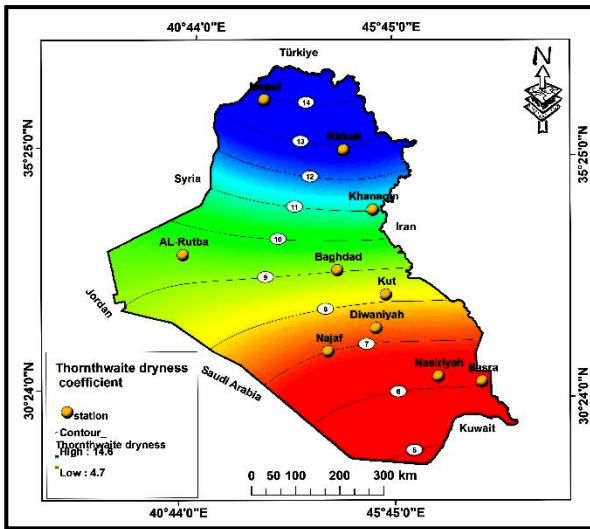 40°44'0"E 45°45'0"E
Türkiye
N
Mosul
14
35°25'0"N 35°25'0"N
13
Kirkuk
12
Syria
Khanaqin
11
Iran
10
AL-Rutba
Baghdad
9
Kut
Jordan
8
Diwaniyah
Najaf
7
Thornthwaite dryness
coefficient
Saudi Arabia
Nasiriyah
Basra
30°24'0"N 30°24'0"N
6
station
Kuwait
Contour_
Thornthwaite dryness
High : 14.6
5
Low : 4.7
0 50 100 200 300 km
40°44'0"E 45°45'0"E